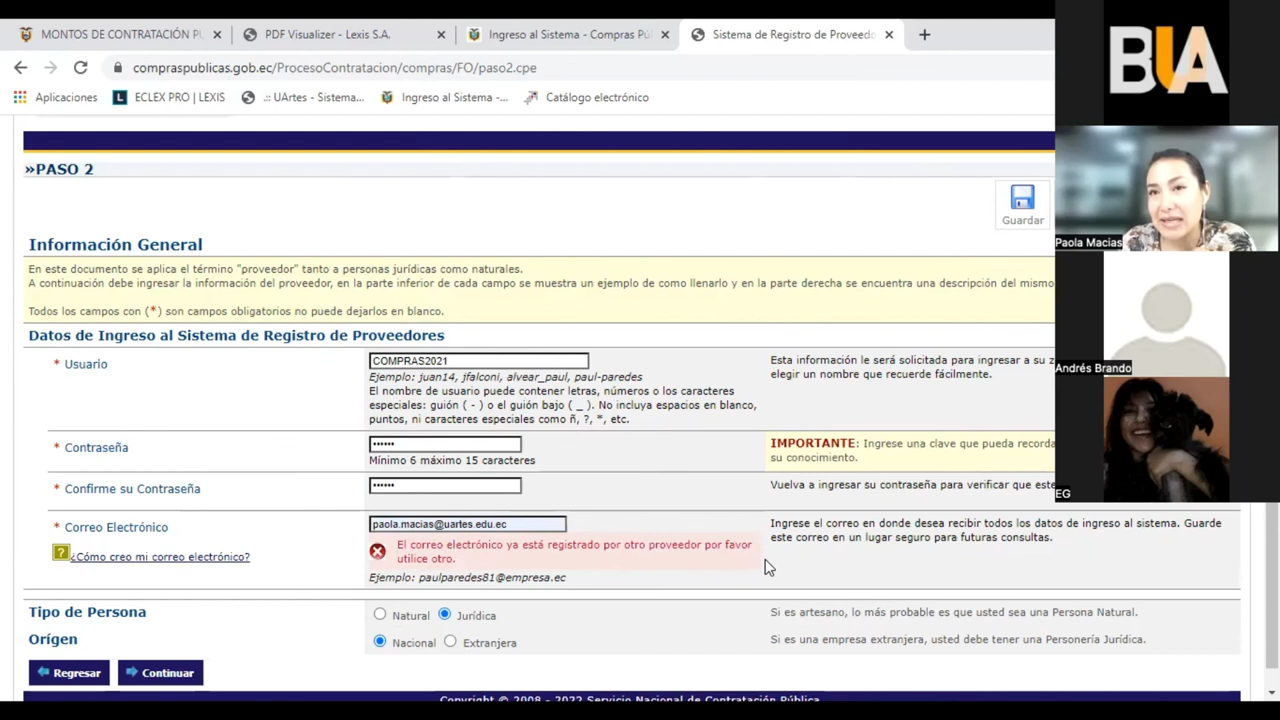 MONTOS DE CONTRATACIÓN PÚ
PDF Visualizer - Lexis S.A.
Ingreso al Sistema - Compras Púb
Sistema de Registro de Proveedo
compraspublicas.gob.ec/ProcesoContratacion/compras/FO/paso2.cpe
Aplicaciones
ECLEX PRO | LEXIS
.:: UArtes - Sistema...
Ingreso al Sistema -...
Catálogo electrónico
BUA
»PASO 2
Guardar
Paola Macias
Información General
En este documento se aplica el término "proveedor" tanto a personas jurídicas como naturales.
A continuación debe ingresar la información del proveedor, en la parte inferior de cada campo se muestra un ejemplo de como llenarlo y en la parte derecha se encuentra una descripción del mismo
Todos los campos con (*) son campos obligatorios no puede dejarlos en blanco.
Datos de Ingreso al Sistema de Registro de Proveedores
* Usuario
COMPRAS2021
Ejemplo: juan14, jfalconi, alvear_paul, paul-paredes
El nombre de usuario puede contener letras, números o los caracteres
especiales: guión ( - ) o el guión bajo ( _ ). No incluya espacios en blanco,
puntos, ni caracteres especiales como ñ, ?, *, etc.
Esta información le será solicitada para ingresar a su z
elegir un nombre que recuerde fácilmente.
Andrés Brando
* Contraseña
••••••
Mínimo 6 máximo 15 caracteres
IMPORTANTE: Ingrese una clave que pueda recorda
su conocimiento.
* Confirme su Contraseña
••••••
Vuelva a ingresar su contraseña para verificar que este
EG
* Correo Electrónico
paola.macias@uartes.edu.ec
Ingrese el correo en donde desea recibir todos los datos de ingreso al sistema. Guarde
este correo en un lugar seguro para futuras consultas.
¿Cómo creo mi correo electrónico?
El correo electrónico ya está registrado por otro proveedor por favor
utilice otro.
Ejemplo: paulparedes81@empresa.ec
Tipo de Persona
Natural
Jurídica
Si es artesano, lo más probable es que usted sea una Persona Natural.
Orígen
Nacional
Extranjera
Si es una empresa extranjera, usted debe tener una Personería Jurídica.
Regresar
Continuar
Copyright © 2008 - 2022 Servicio Nacional de Contratación Pública.